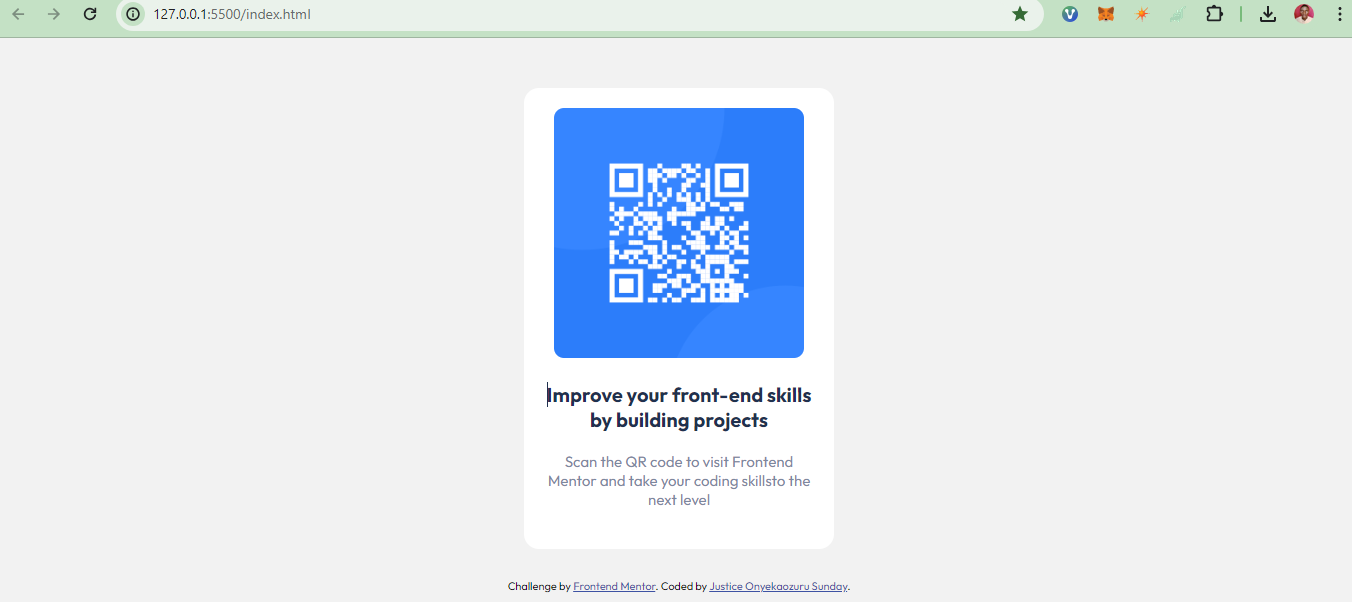 127.0.0.1:5500/index.html
Improve your front-end skills
by building projects
Scan the QR code to visit Frontend
Mentor and take your coding skillsto the
next level
Challenge by Frontend Mentor. Coded by Justice Onyekaozuru Sunday.